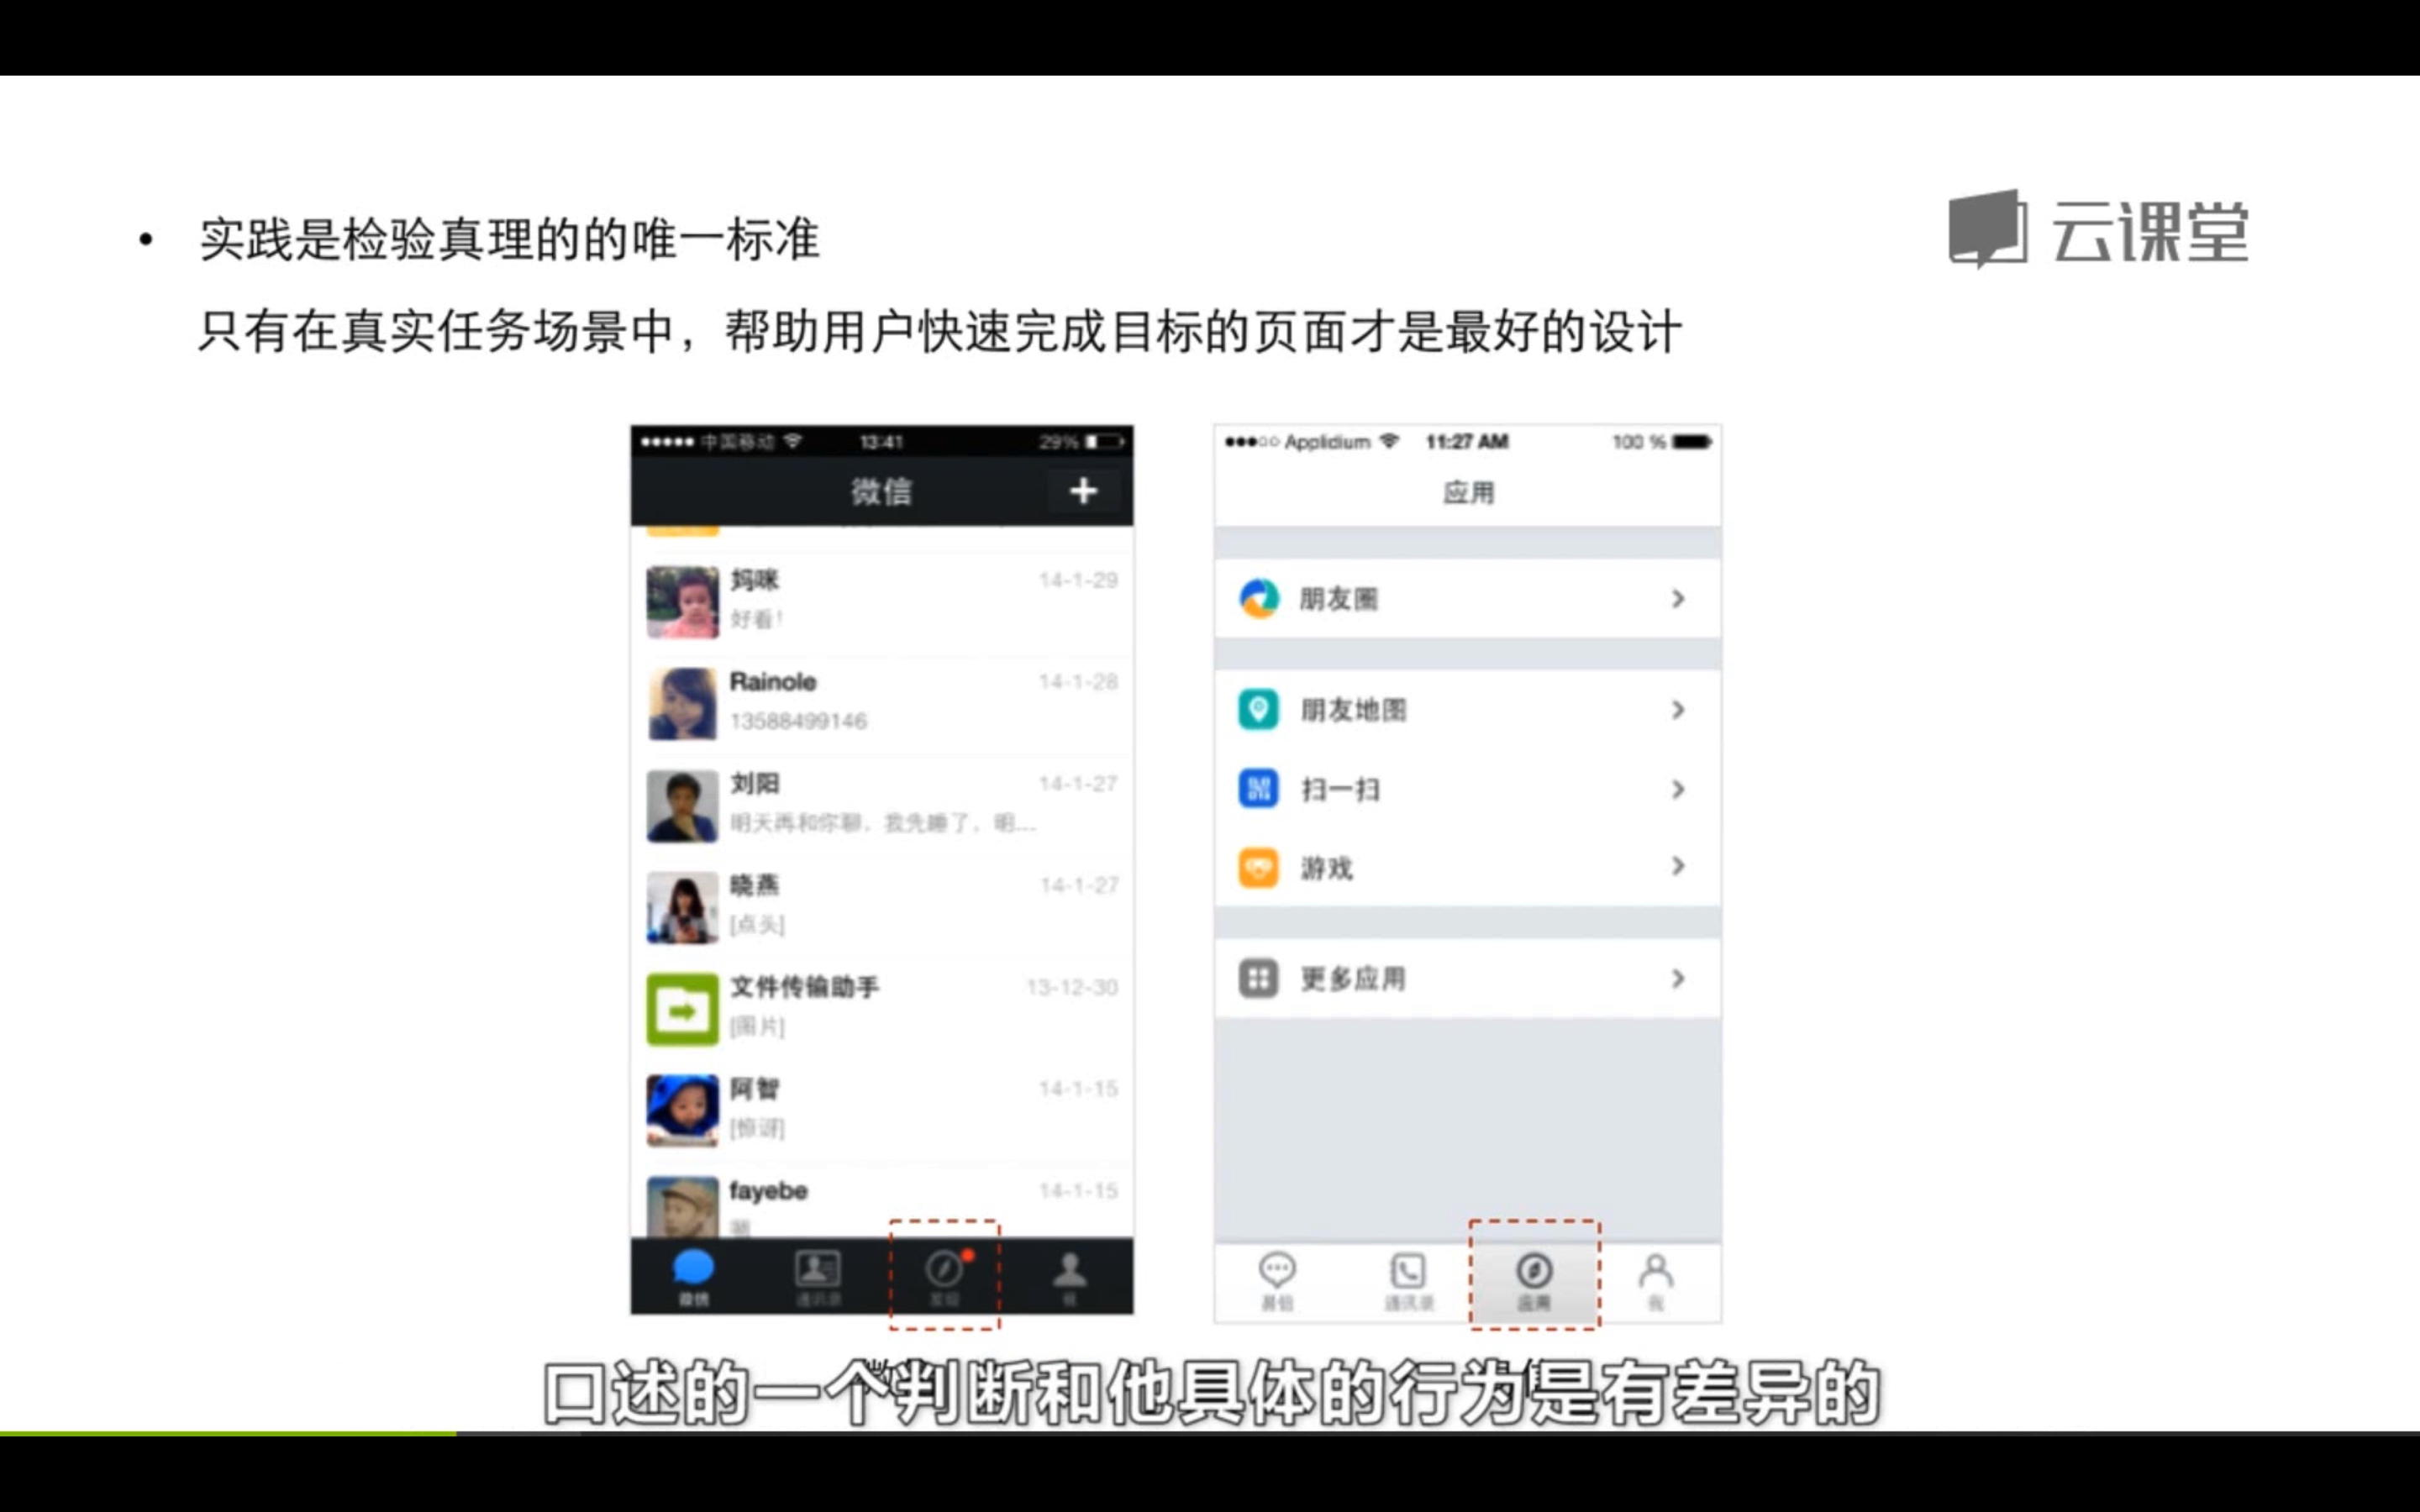 • 实践是检验真理的的唯一标准
云课堂
只有在真实任务场景中，帮助用户快速完成目标的页面才是最好的设计
中国移动 13:41 29%
微信
妈咪 14-1-29
好看！
Rainole 14-1-28
13588499146
刘阳 14-1-27
明天再和你聊，我先睡了，明...
晓燕 14-1-27
[点头]
文件传输助手 13-12-30
[图片]
阿智 14-1-15
[惊讶]
fayebe 14-1-15
微信 通讯录 发现 我
Applidium 11:27 AM 100 %
应用
朋友圈
朋友地图
扫一扫
游戏
更多应用
易信 通讯录 应用 我
口述的一个判断和他具体的行为是有差异的